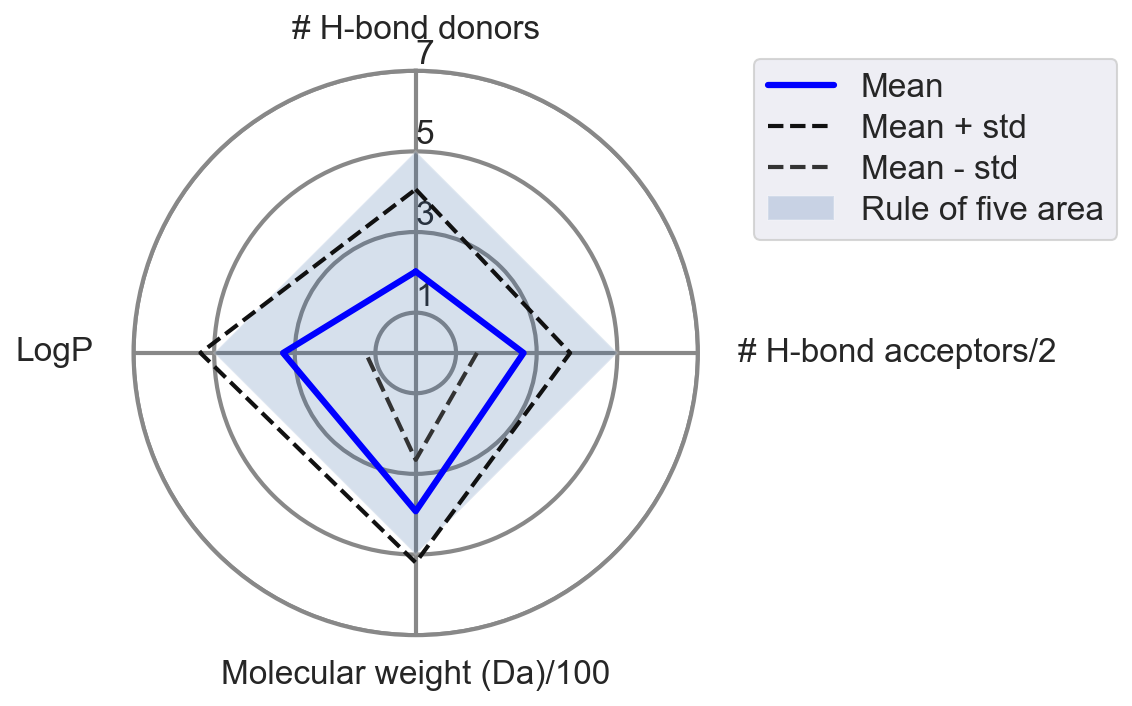 # H-bond donors
7
5
3
1
Mean
Mean + std
Mean - std
Rule of five area
LogP
# H-bond acceptors/2
Molecular weight (Da)/100